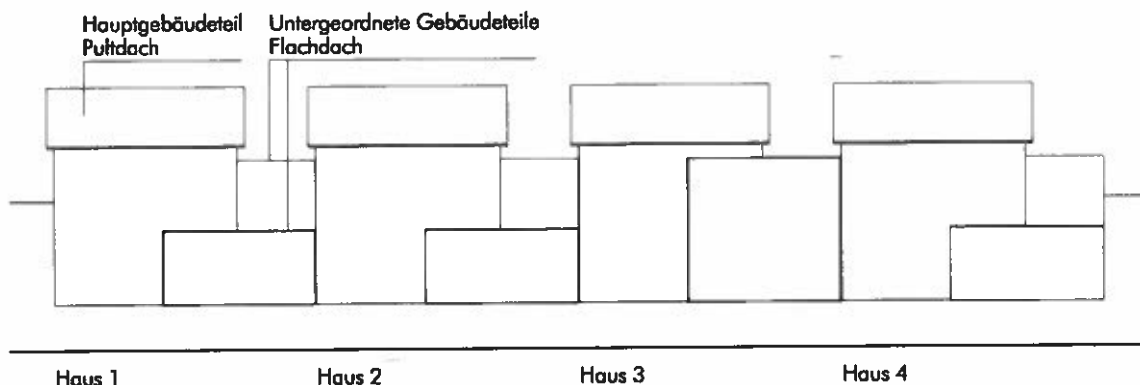 Hauptgebäudeteil
Pultdach
Untergeordnete Gebäudeteile
Flachdach
Haus 1
Haus 2
Haus 3
Haus 4